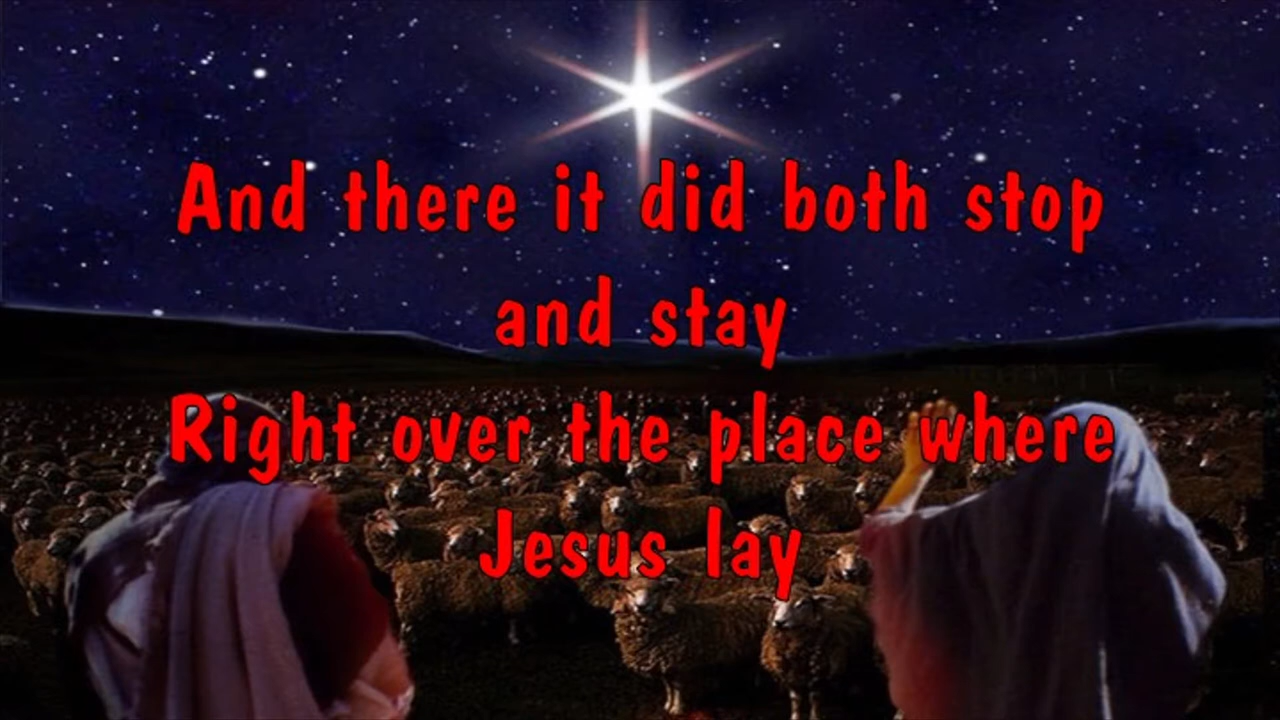 And there it did both stop
and stay
Right over the place where
Jesus lay